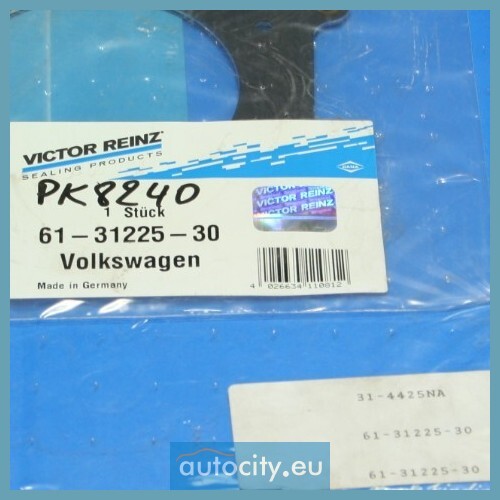 VICTOR REINZ
SEALING PRODUCTS
PK8240
1 Stück
61-31225-30
Volkswagen
Made in Germany
DANA
VICTOR REINZ
VICTOR REINZ
VICTOR REINZ
4 026634 110812
31-4425NA
61-31225-30
61-31225-30
autocity.eu